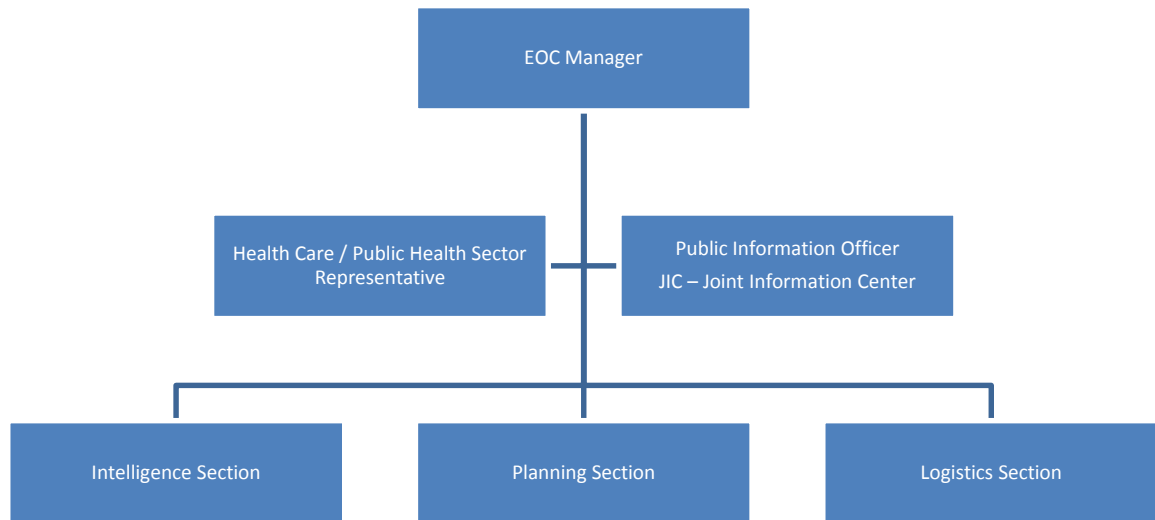 EOC Manager
Health Care / Public Health Sector
Representative
Public Information Officer
JIC – Joint Information Center
Intelligence Section
Planning Section
Logistics Section